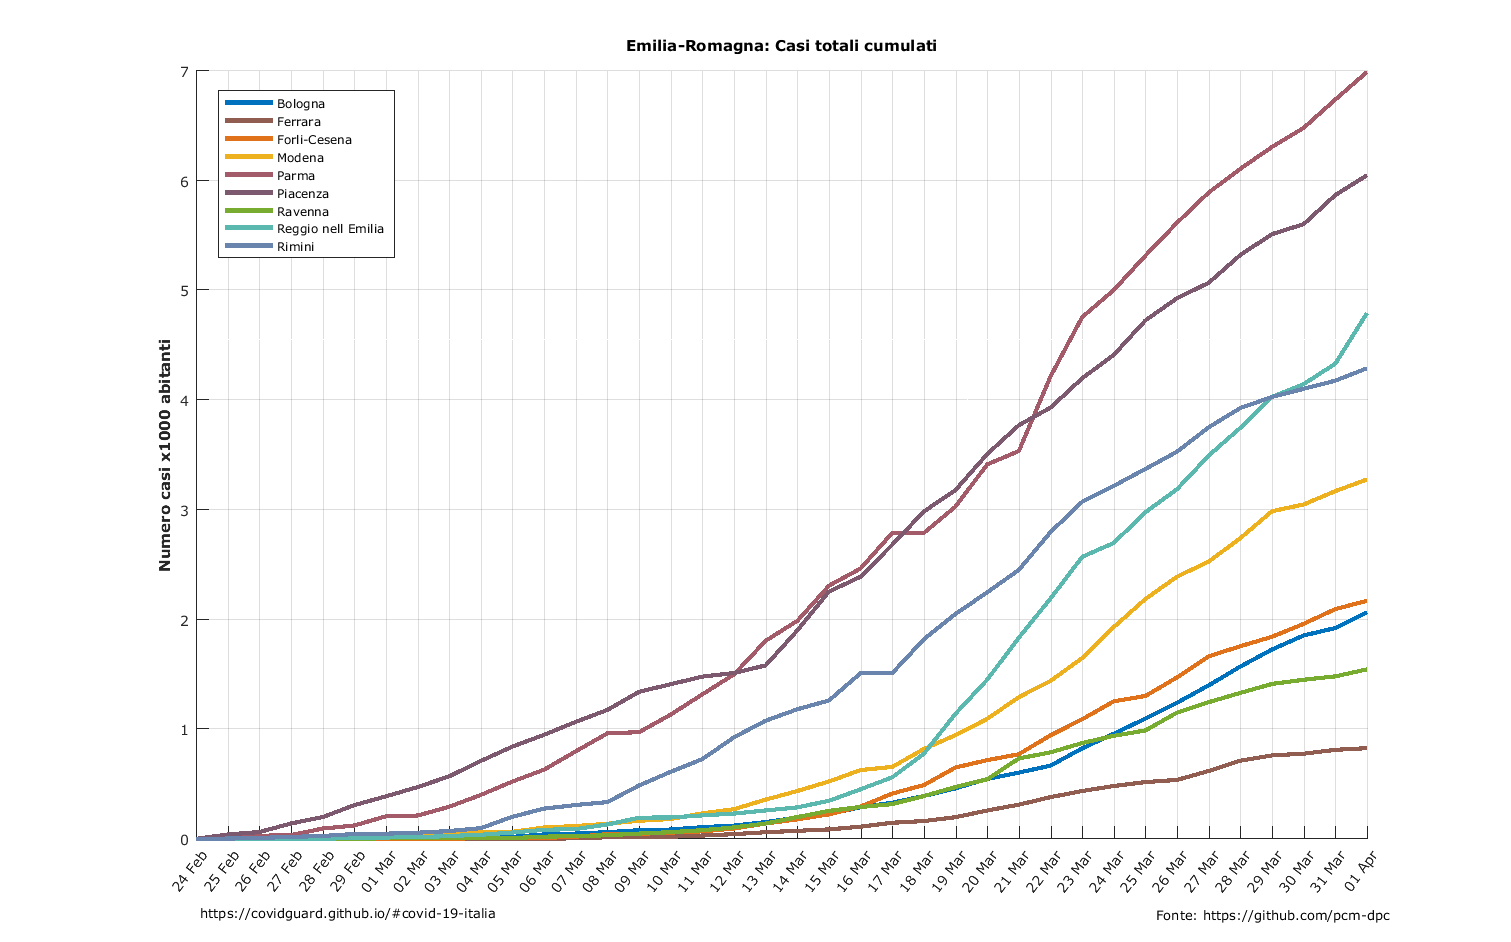 Emilia-Romagna: Casi totali cumulati
Numero casi x1000 abitanti
7
6
5
4
3
2
1
0
Bologna
Ferrara
Forli-Cesena
Modena
Parma
Piacenza
Ravenna
Reggio nell Emilia
Rimini
24 Feb
25 Feb
26 Feb
27 Feb
28 Feb
29 Feb
01 Mar
02 Mar
03 Mar
04 Mar
05 Mar
06 Mar
07 Mar
08 Mar
09 Mar
10 Mar
11 Mar
12 Mar
13 Mar
14 Mar
15 Mar
16 Mar
17 Mar
18 Mar
19 Mar
20 Mar
21 Mar
22 Mar
23 Mar
24 Mar
25 Mar
26 Mar
27 Mar
28 Mar
29 Mar
30 Mar
31 Mar
01 Apr
https://covidguard.github.io/#covid-19-italia
Fonte: https://github.com/pcm-dpc